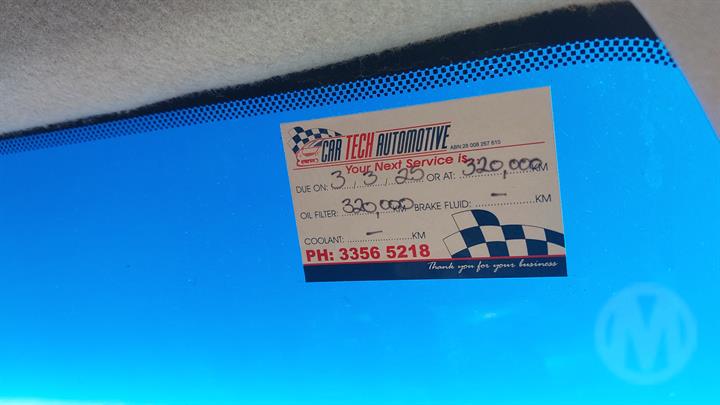 CAR TECH AUTOMOTIVE ABN 28 008 267 610
Your Next Service is
DUE ON: 3 / 3 / 25 OR AT: 320,000 KM
OIL FILTER: 320,000 KM BRAKE FLUID: – KM
COOLANT: – KM
PH: 3356 5218
Thank you for your business
M